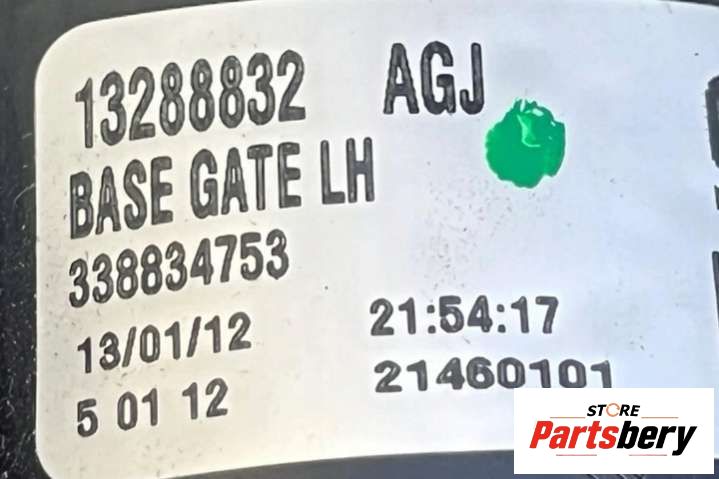 13288832 AGJ
BASE GATE LH
338834753
13/01/12 21:54:17
5 01 12 21460101
STORE
Partsbery